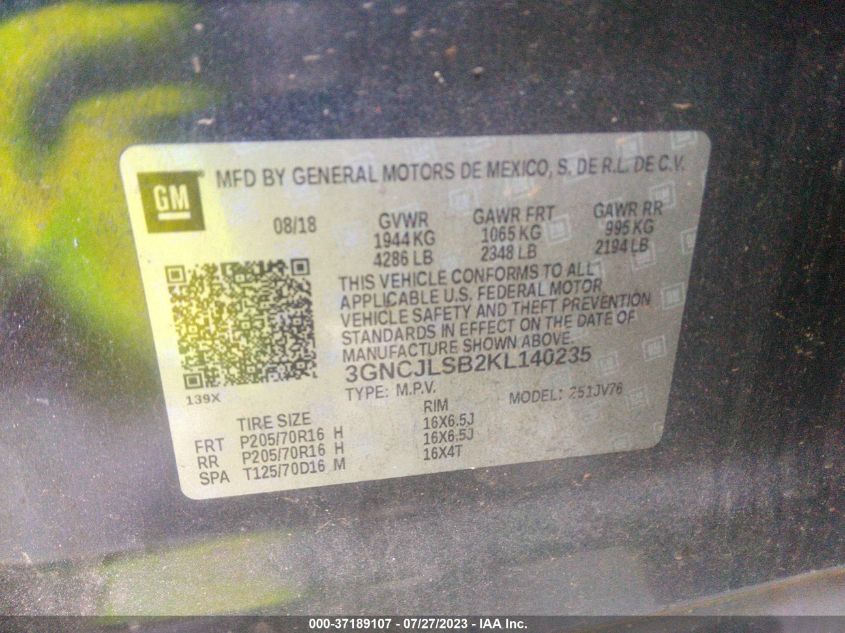 GM
MFD BY GENERAL MOTORS DE MEXICO, S. DE R.L. DE C.V.
08/18 GVWR GAWR FRT GAWR RR
1944 KG 1065 KG 995 KG
4286 LB 2348 LB 2194 LB
THIS VEHICLE CONFORMS TO ALL
APPLICABLE U.S. FEDERAL MOTOR
VEHICLE SAFETY AND THEFT PREVENTION
STANDARDS IN EFFECT ON THE DATE OF
MANUFACTURE SHOWN ABOVE.
3GNCJLSB2KL140235
139X
TYPE: M.P.V. MODEL: 251JV76
TIRE SIZE RIM
FRT P205/70R16 H 16X6.5J
RR P205/70R16 H 16X6.5J
SPA T125/70D16 M 16X4T
000-37189107 - 07/27/2023 - IAA Inc.